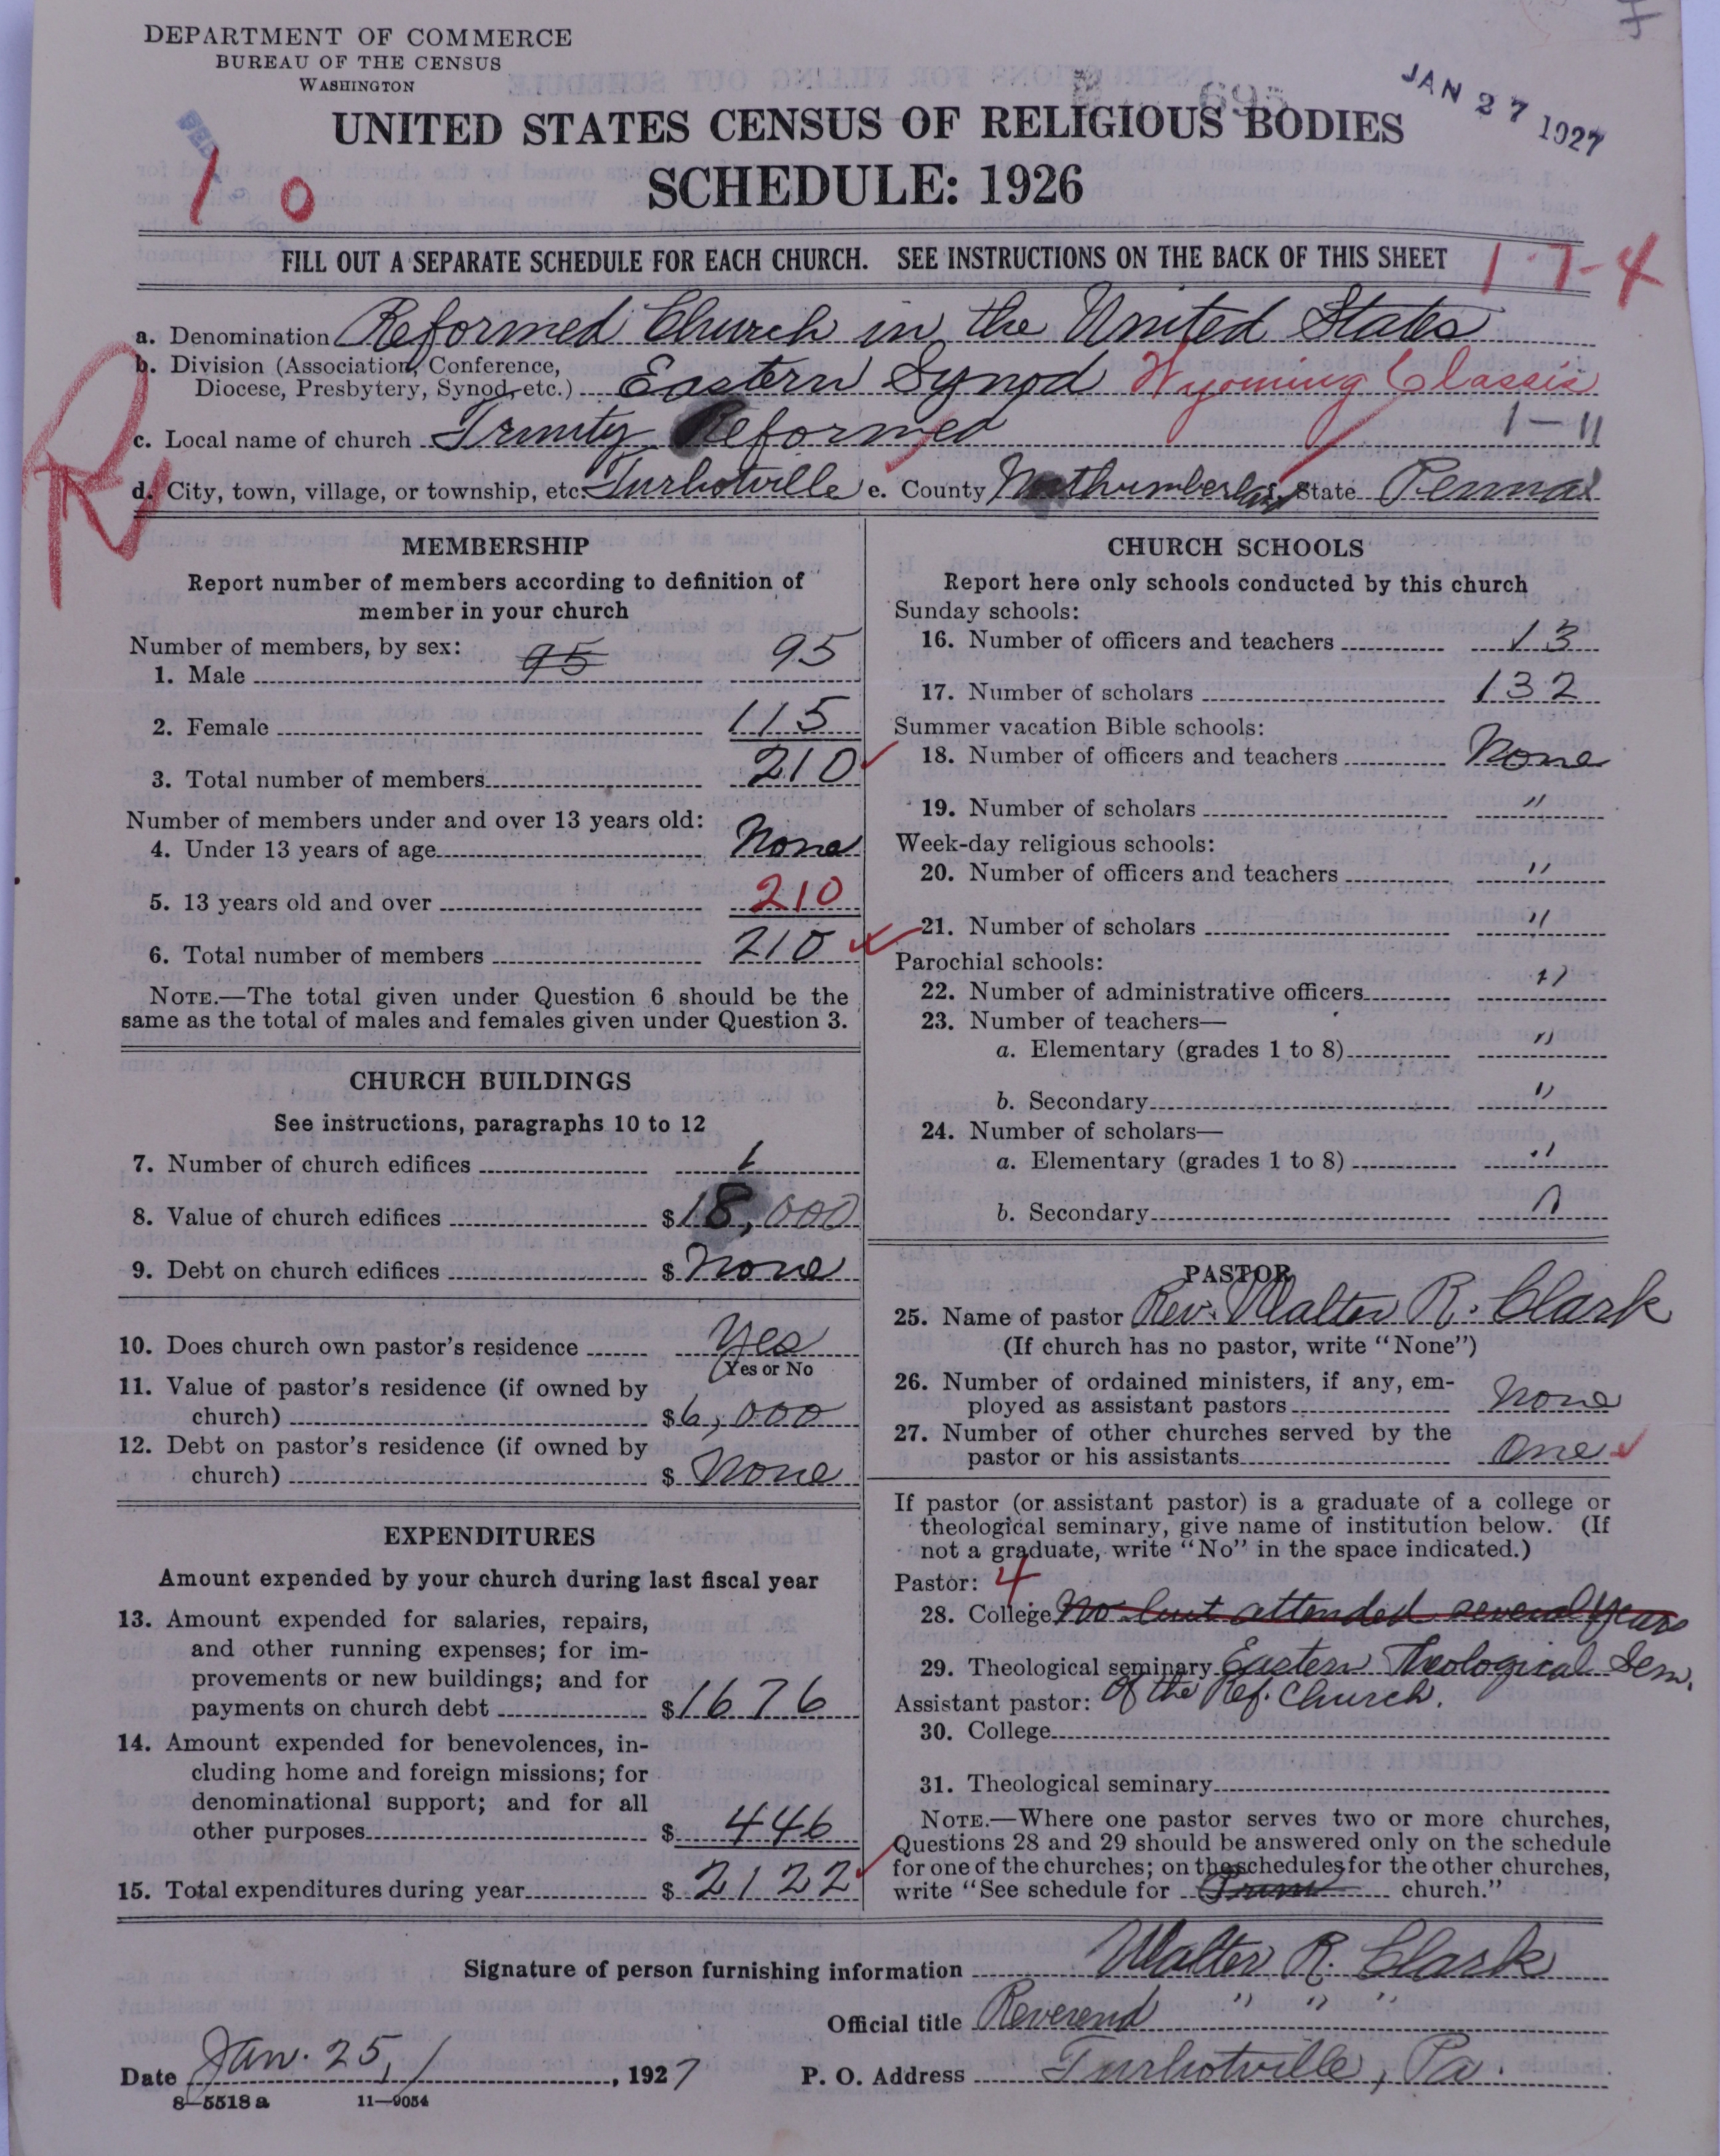 DEPARTMENT OF COMMERCE
BUREAU OF THE CENSUS
WASHINGTON
JAN 27 1927
UNITED STATES CENSUS OF RELIGIOUS BODIES
SCHEDULE: 1926
1 0
FILL OUT A SEPARATE SCHEDULE FOR EACH CHURCH. SEE INSTRUCTIONS ON THE BACK OF THIS SHEET
1 7-4
a. Denomination Reformed Church in the United States
b. Division (Association, Conference,
Diocese, Presbytery, Synod, etc.) Eastern Synod Wyoming Classis
c. Local name of church Trinity Reformed 1-11
d. City, town, village, or township, etc. Turbotville e. County Northumberland f. State Penna
MEMBERSHIP
Report number of members according to definition of
member in your church
Number of members, by sex:
1. Male 95 95
2. Female 115
3. Total number of members 210
Number of members under and over 13 years old:
4. Under 13 years of age None
5. 13 years old and over 210
6. Total number of members 210
NOTE.—The total given under Question 6 should be the
same as the total of males and females given under Question 3.
CHURCH BUILDINGS
See instructions, paragraphs 10 to 12
7. Number of church edifices 1
8. Value of church edifices $18,000
9. Debt on church edifices $ None
10. Does church own pastor's residence Yes
(Yes or No
11. Value of pastor's residence (if owned by
church) $6,000
12. Debt on pastor's residence (if owned by
church) $ None
EXPENDITURES
Amount expended by your church during last fiscal year
13. Amount expended for salaries, repairs,
and other running expenses; for im-
provements or new buildings; and for
payments on church debt $1676
14. Amount expended for benevolences, in-
cluding home and foreign missions; for
denominational support; and for all
other purposes $ 446
15. Total expenditures during year $ 2122
CHURCH SCHOOLS
Report here only schools conducted by this church
Sunday schools:
16. Number of officers and teachers 13
17. Number of scholars 132
Summer vacation Bible schools:
18. Number of officers and teachers None
19. Number of scholars "
Week-day religious schools:
20. Number of officers and teachers "
21. Number of scholars "
Parochial schools:
22. Number of administrative officers "
23. Number of teachers—
a. Elementary (grades 1 to 8) "
b. Secondary "
24. Number of scholars—
a. Elementary (grades 1 to 8) "
b. Secondary "
PASTOR
25. Name of pastor Rev. Walter R. Clark
(If church has no pastor, write "None")
26. Number of ordained ministers, if any, em-
ployed as assistant pastors None
27. Number of other churches served by the
pastor or his assistants One
If pastor (or assistant pastor) is a graduate of a college or
theological seminary, give name of institution below. (If
not a graduate, write "No" in the space indicated.)
Pastor: 4
28. College No but attended several years
29. Theological seminary Eastern Theological Sem.
Assistant pastor: of the Ref. Church.
30. College
31. Theological seminary
NOTE.—Where one pastor serves two or more churches,
Questions 28 and 29 should be answered only on the schedule
for one of the churches; on the schedules for the other churches,
write "See schedule for church."
Signature of person furnishing information Walter R. Clark
Official title Reverend " " "
Date Jan. 25, 1927 P. O. Address Turbotville, Pa.
8—5518a 11—9054